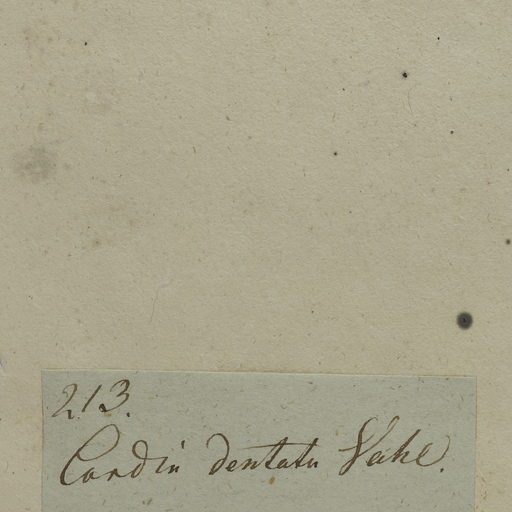 213.
Cordia dentata Vahl.